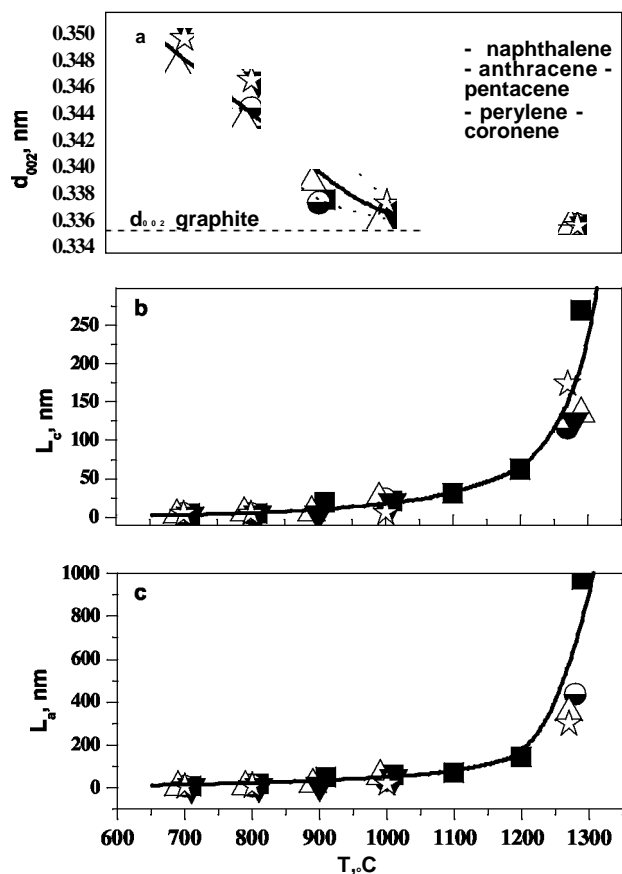 a
0.350
0.348
0.346
0.344
0.342
0.340
0.338
0.336
0.334
d002, nm
- naphthalene
- anthracene -
pentacene
- perylene -
coronene
d002 graphite
b
250
200
150
100
50
0
Lc, nm
c
1000
800
600
400
200
0
La, nm
600 700 800 900 1000 1100 1200 1300
T,°C